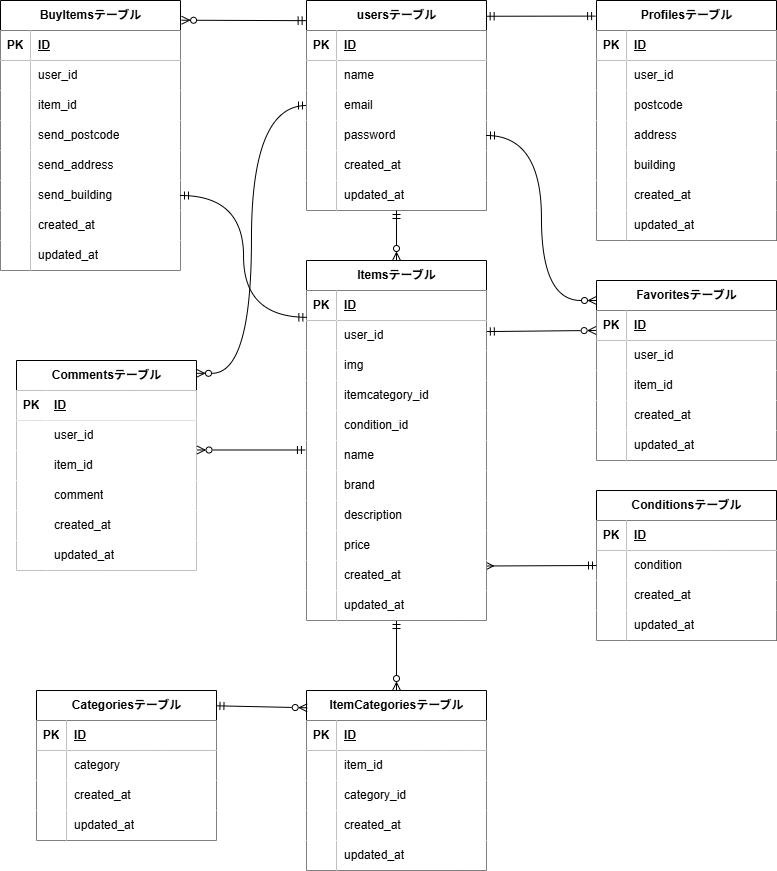 BuyItemsテーブル
PK ID
user_id
item_id
send_postcode
send_address
send_building
created_at
updated_at
usersテーブル
PK ID
name
email
password
created_at
updated_at
Profilesテーブル
PK ID
user_id
postcode
address
building
created_at
updated_at
Itemsテーブル
PK ID
user_id
img
itemcategory_id
condition_id
name
brand
description
price
created_at
updated_at
Favoritesテーブル
PK ID
user_id
item_id
created_at
updated_at
Commentsテーブル
PK ID
user_id
item_id
comment
created_at
updated_at
Conditionsテーブル
PK ID
condition
created_at
updated_at
Categoriesテーブル
PK ID
category
created_at
updated_at
ItemCategoriesテーブル
PK ID
item_id
category_id
created_at
updated_at